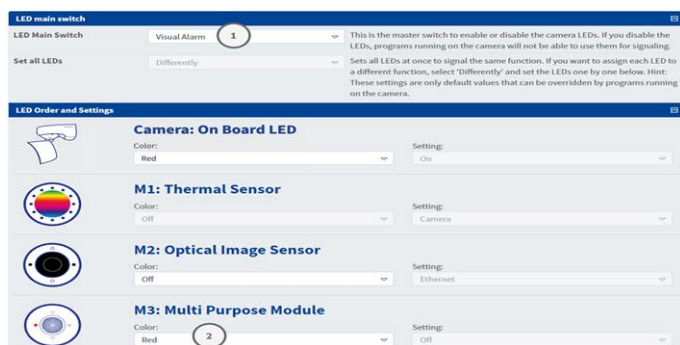 LED main switch
LED Main Switch
Visual Alarm
1
This is the master switch to enable or disable the camera LEDs. If you disable the
LEDs, programs running on the camera will not be able to use them for signaling.
Set all LEDs
Differently
Sets all LEDs at once to signal the same function. If you want to assign each LED to
a different function, select 'Differently' and set the LEDs one by one below. Hint:
These settings are only default values that can be overridden by programs running
on the camera.
LED Order and Settings
Camera: On Board LED
Color:
Setting:
Red
On
M1: Thermal Sensor
Color:
Setting:
Off
Camera
M2: Optical Image Sensor
Color:
Setting:
Off
Ethernet
M3: Multi Purpose Module
Color:
Setting:
Red
2
Off